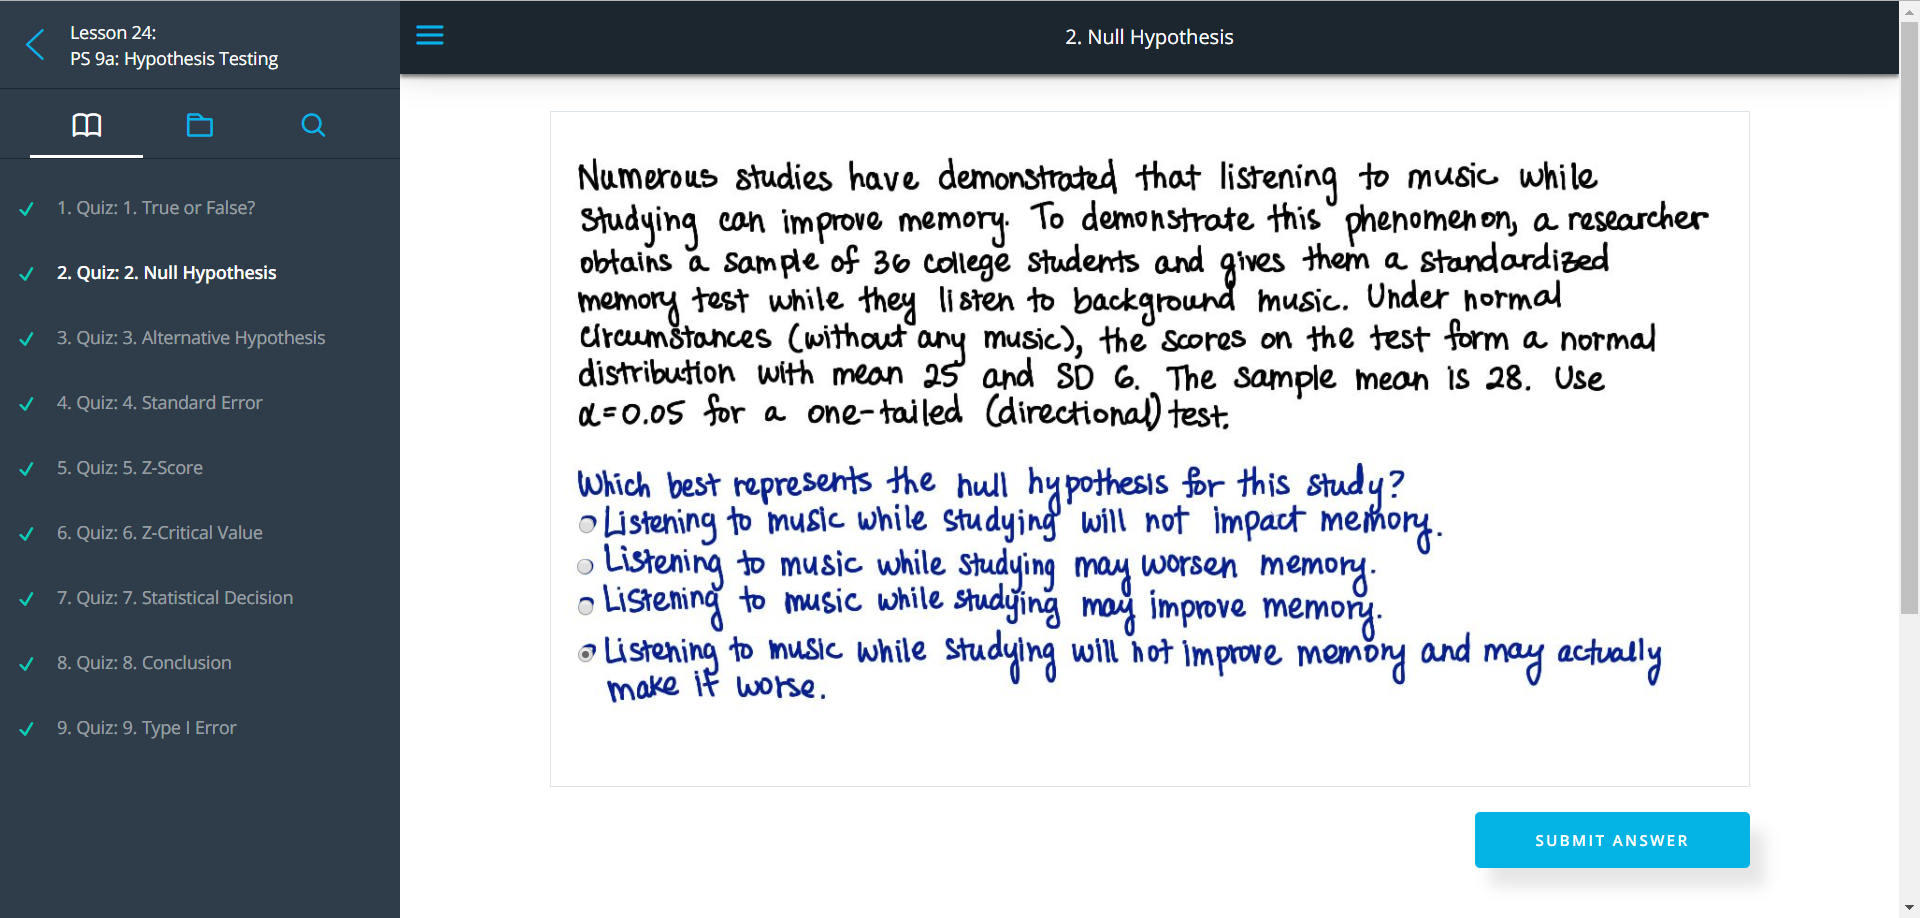 Lesson 24:
PS 9a: Hypothesis Testing
1. Quiz: 1. True or False?
2. Quiz: 2. Null Hypothesis
3. Quiz: 3. Alternative Hypothesis
4. Quiz: 4. Standard Error
5. Quiz: 5. Z-Score
6. Quiz: 6. Z-Critical Value
7. Quiz: 7. Statistical Decision
8. Quiz: 8. Conclusion
9. Quiz: 9. Type I Error
2. Null Hypothesis
Numerous studies have demonstrated that listening to music while
studying can improve memory. To demonstrate this phenomenon, a researcher
obtains a sample of 36 college students and gives them a standardized
memory test while they listen to background music. Under normal
circumstances (without any music), the scores on the test form a normal
distribution with mean 25 and SD 6. The sample mean is 28. Use
α=0.05 for a one-tailed (directional) test.
Which best represents the null hypothesis for this study?
Listening to music while studying will not impact memory.
Listening to music while studying may worsen memory.
Listening to music while studying may improve memory.
Listening to music while studying will not improve memory and may actually
make it worse.
SUBMIT ANSWER